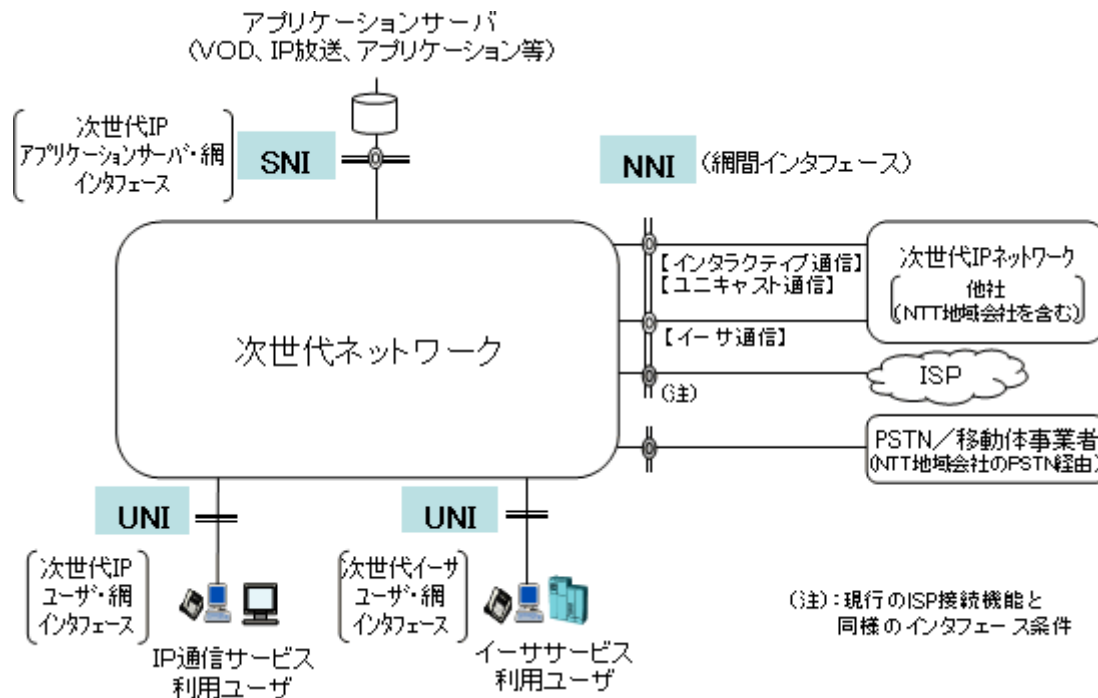 アプリケーションサーバ
(VOD、IP放送、アプリケーション等)
次世代IP
アプリケーションサーバ・網
インタフェース
SNI
NNI
(網間インタフェース)
【インタラクティブ通信】
【ユニキャスト通信】
次世代IPネットワーク
他社
(NTT地域会社を含む)
【イーサ通信】
次世代ネットワーク
ISP
(注)
PSTN/移動体事業者
(NTT地域会社のPSTN経由)
UNI
UNI
次世代IP
ユーザ・網
インタフェース
次世代イーサ
ユーザ・網
インタフェース
IP通信サービス
利用ユーザ
イーササービス
利用ユーザ
(注):現行のISP接続機能と
同様のインタフェース条件